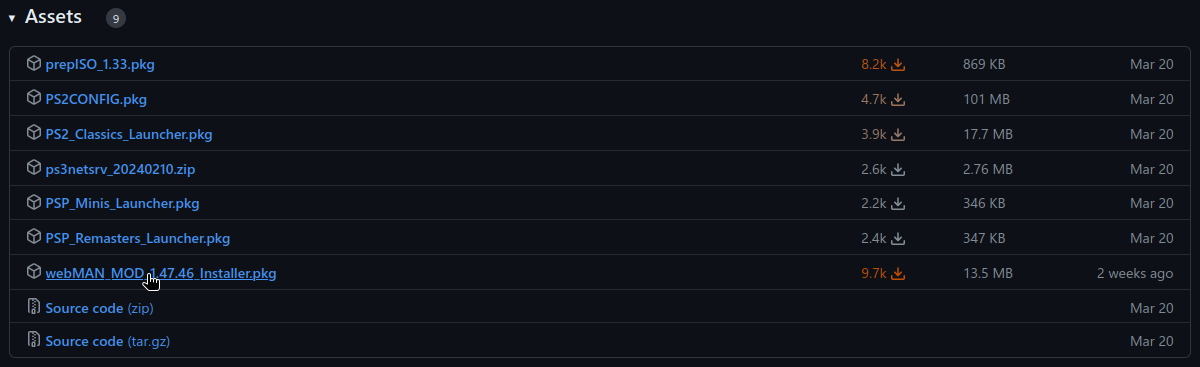 Assets 9
prepISO_1.33.pkg 8.2k 869 KB Mar 20
PS2CONFIG.pkg 4.7k 101 MB Mar 20
PS2_Classics_Launcher.pkg 3.9k 17.7 MB Mar 20
ps3netsrv_20240210.zip 2.6k 2.76 MB Mar 20
PSP_Minis_Launcher.pkg 2.2k 346 KB Mar 20
PSP_Remasters_Launcher.pkg 2.4k 347 KB Mar 20
webMAN_MOD_1.47.46_Installer.pkg 9.7k 13.5 MB 2 weeks ago
Source code (zip) Mar 20
Source code (tar.gz) Mar 20